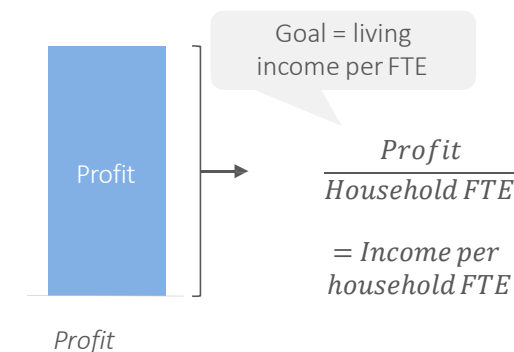 Goal = living
income per FTE
Profit
Profit
Household FTE
= Income per
household FTE
Profit